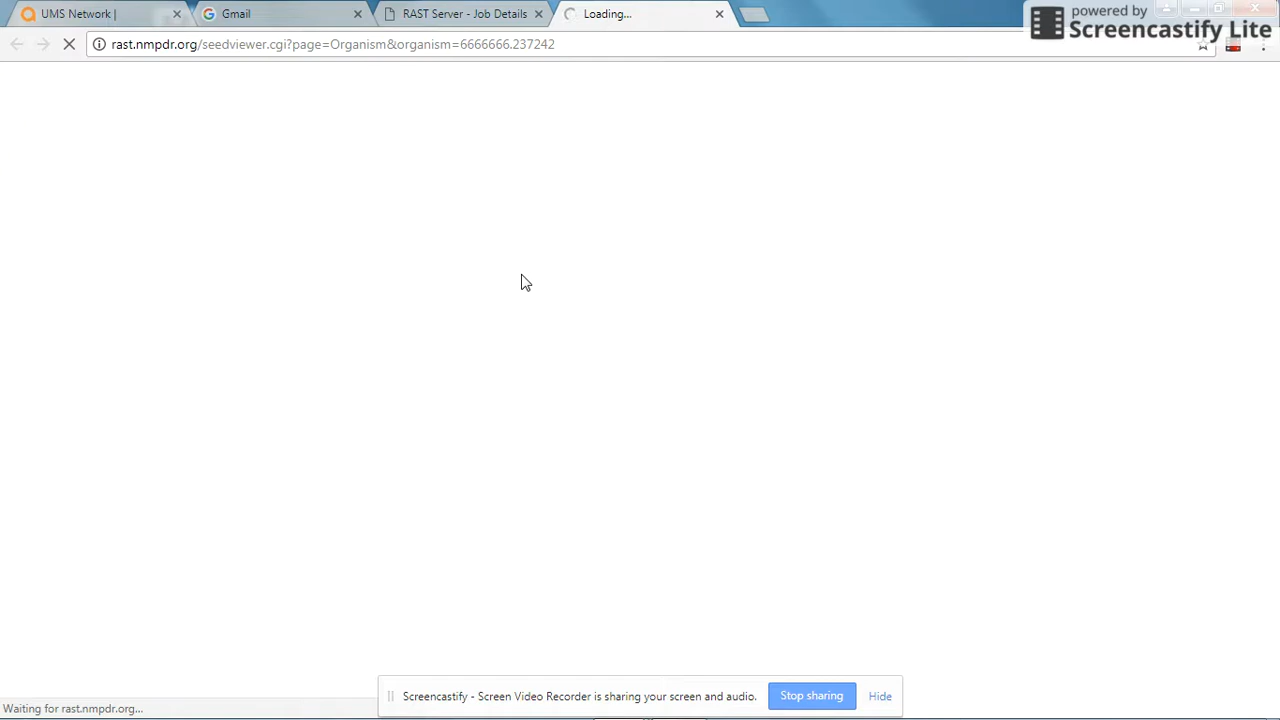 UMS Network |
Gmail
RAST Server - Job Details
Loading...
powered by
Screencastify Lite
rast.nmpdr.org/seedviewer.cgi?page=Organism&organism=6666666.237242
Screencastify - Screen Video Recorder is sharing your screen and audio.
Stop sharing
Hide
Waiting for rast.nmpdr.org...